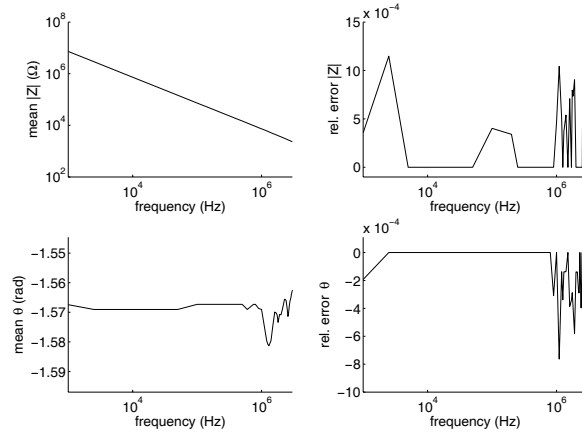 mean |Z| (Ω)
10^8
10^6
10^4
10^2
10^4
10^6
frequency (Hz)
x 10^-4
rel. error |Z|
15
10
5
0
10^4
10^6
frequency (Hz)
mean θ (rad)
−1.55
−1.56
−1.57
−1.58
−1.59
10^4
10^6
frequency (Hz)
x 10^-4
rel. error θ
0
−2
−4
−6
−8
−10
10^4
10^6
frequency (Hz)